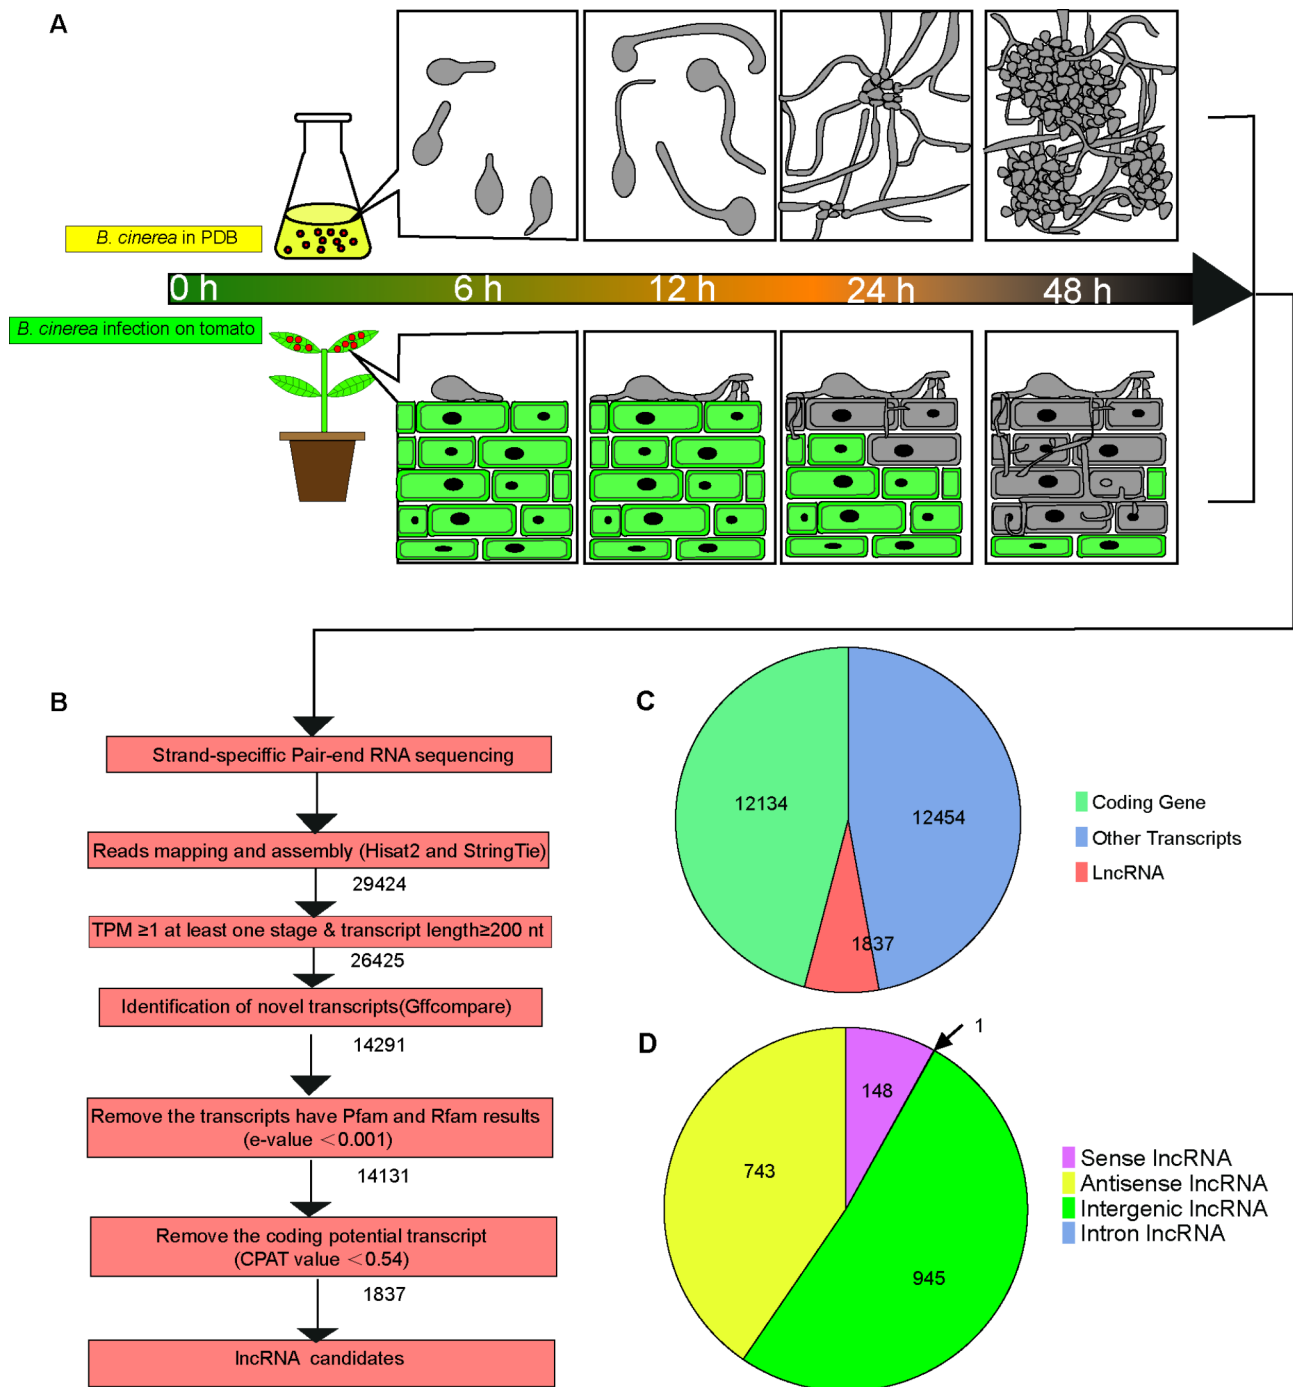 A
B. cinerea in PDB
0 h
6 h
12 h
24 h
48 h
B. cinerea infection on tomato
B
Strand-speciffic Pair-end RNA sequencing
Reads mapping and assembly (Hisat2 and StringTie)
29424
TPM ≥1 at least one stage & transcript length≥200 nt
26425
Identification of novel transcripts(Gffcompare)
14291
Remove the transcripts have Pfam and Rfam results
(e-value <0.001)
14131
Remove the coding potential transcript
(CPAT value <0.54)
1837
lncRNA candidates
C
12134
12454
1837
Coding Gene
Other Transcripts
LncRNA
D
1
148
743
945
Sense lncRNA
Antisense lncRNA
Intergenic lncRNA
Intron lncRNA